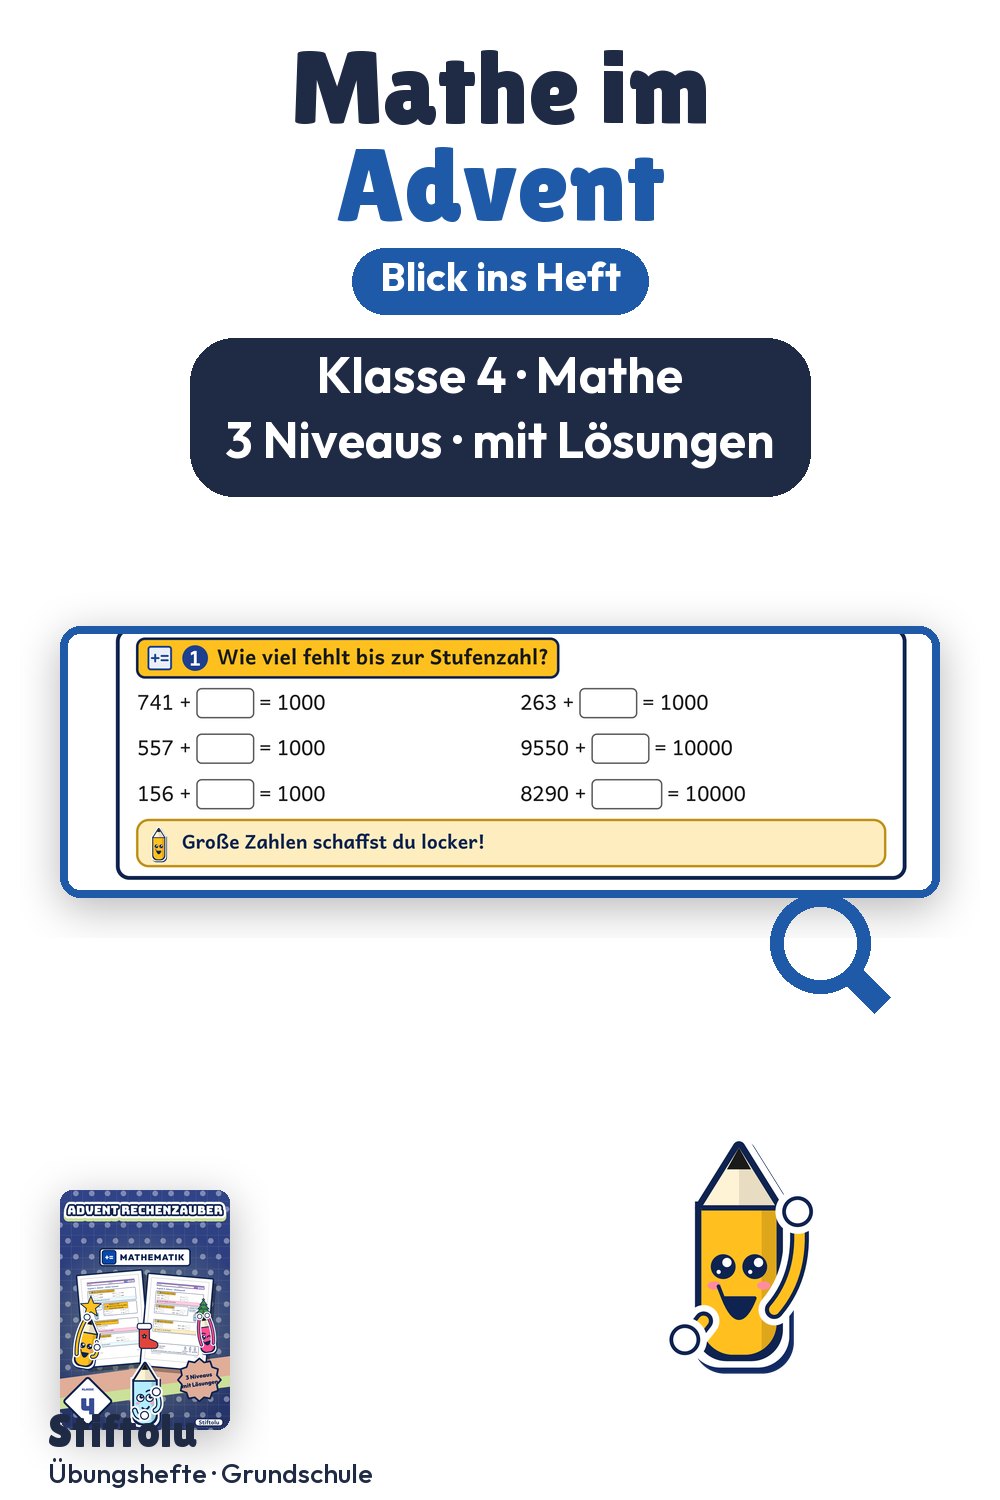 Mathe im
Advent
Blick ins Heft
Klasse 4 · Mathe
3 Niveaus · mit Lösungen
+= 1 Wie viel fehlt bis zur Stufenzahl?
741 + = 1000 263 + = 1000
557 + = 1000 9550 + = 10000
156 + = 1000 8290 + = 10000
Große Zahlen schaffst du locker!
ADVENT RECHENZAUBER
+= MATHEMATIK
3 Niveaus
mit Lösungen
KLASSE
4
Stiftolu
Stiftolu
Übungshefte · Grundschule